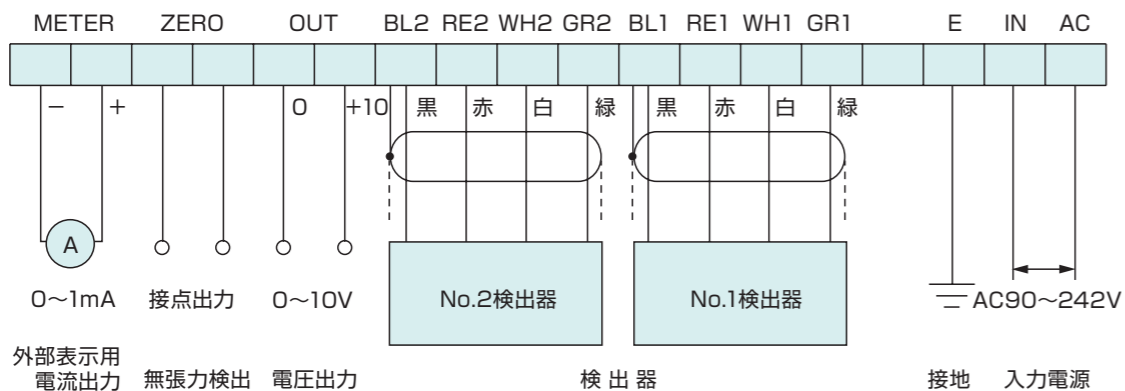 METER ZERO OUT BL2 RE2 WH2 GR2 BL1 RE1 WH1 GR1 E IN AC
− + 0 +10 黒 赤 白 緑 黒 赤 白 緑
A
0〜1mA 接点出力 0〜10V No.2検出器 No.1検出器 AC90〜242V
外部表示用
電流出力 無張力検出 電圧出力 検出器 接地 入力電源